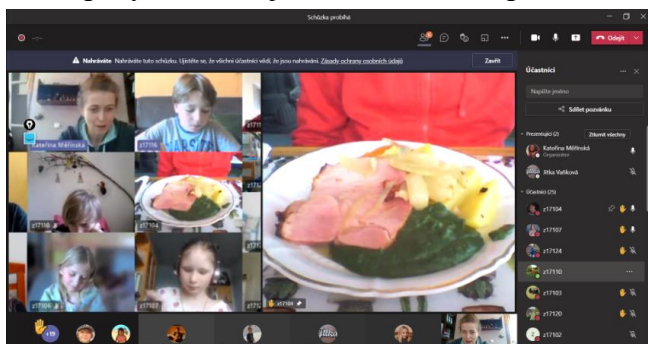 Schůzka probíhá
Odejít
Nahráváte Nahráváte tuto schůzku. Ujistěte se, že všichni účastníci vědí, že jsou nahráváni. Zásady ochrany osobních údajů
Zavřít
Účastníci
Napište jméno
Sdílet pozvánku
Prezentující (2)
Ztlumit všechny
Kateřina Měřínská
Organizátor
Jitka Vaňková
Účastníci (25)
z17104
z17107
z17124
z17110
z17103
z17120
z17102
Kateřina Měřínská
z17116
z17110
z17104
z17107
z17104
+19